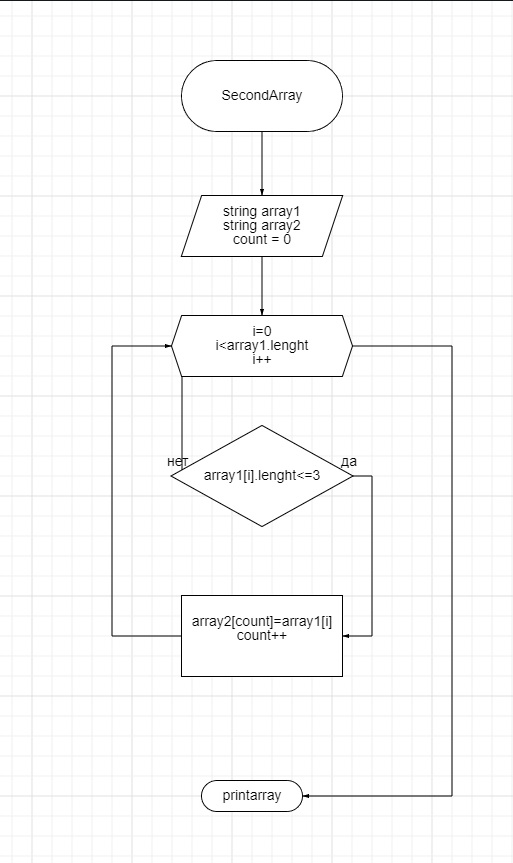 SecondArray
string array1
string array2
count = 0
i=0
i<array1.lenght
i++
нет
да
array1[i].lenght<=3
array2[count]=array1[i]
count++
printarray